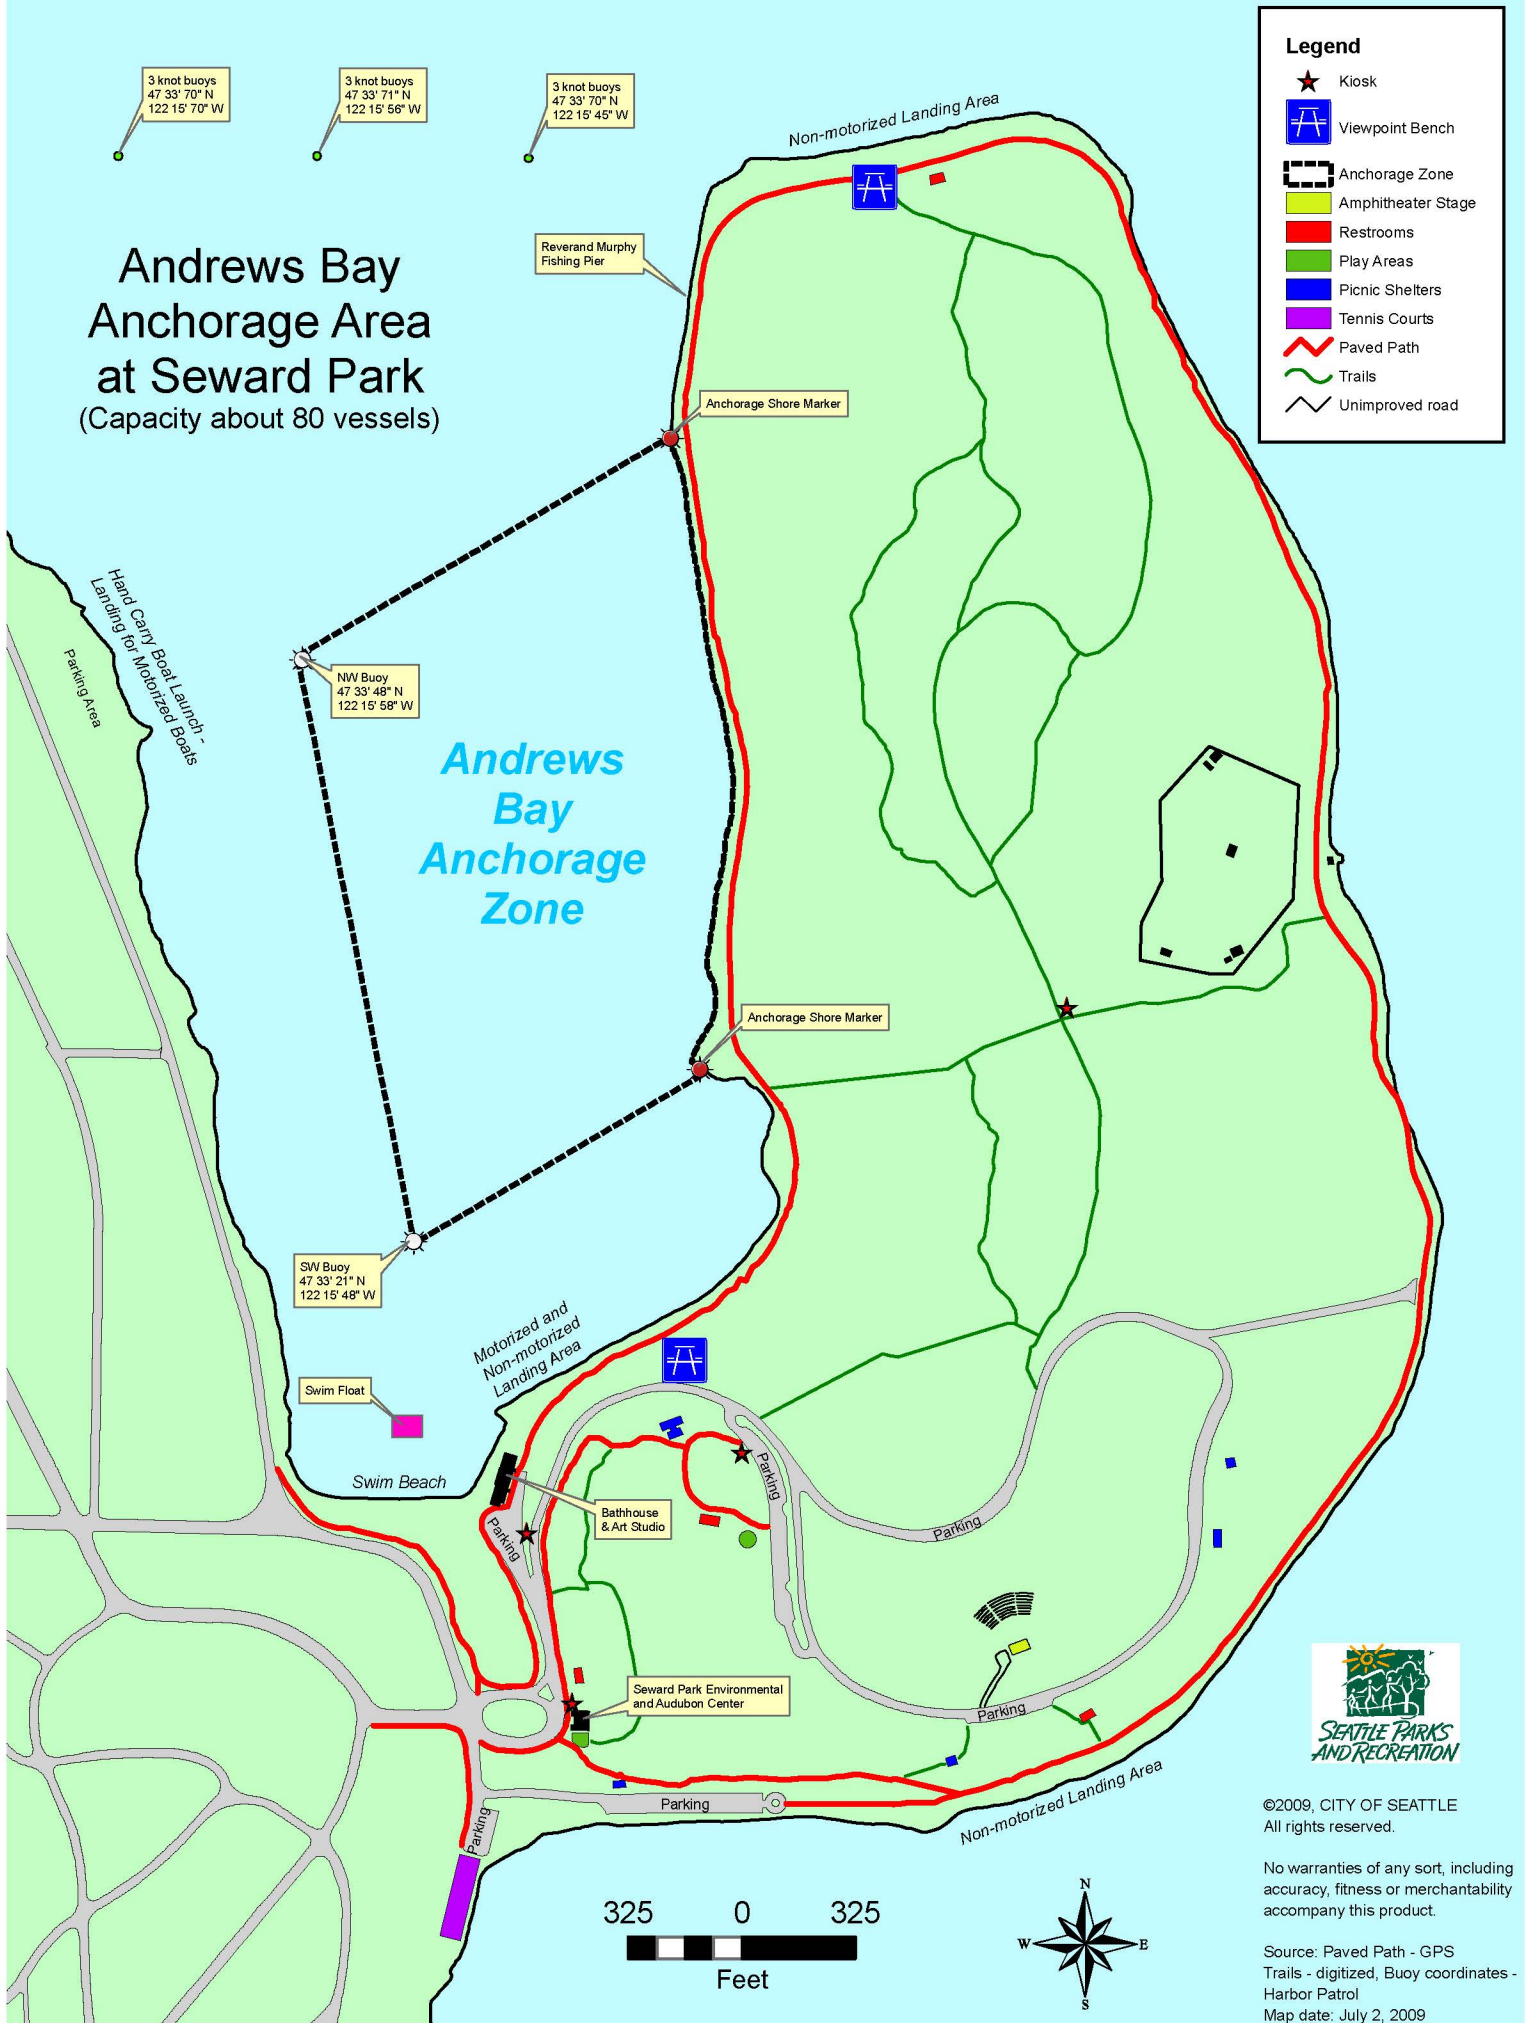 3 knot buoys
47 33' 70" N
122 15' 70" W
3 knot buoys
47 33' 71" N
122 15' 56" W
3 knot buoys
47 33' 70" N
122 15' 45" W
Non-motorized Landing Area
Legend
Kiosk
Viewpoint Bench
Anchorage Zone
Amphitheater Stage
Restrooms
Play Areas
Picnic Shelters
Tennis Courts
Paved Path
Trails
Unimproved road
Andrews Bay
Anchorage Area
at Seward Park
(Capacity about 80 vessels)
Reverand Murphy
Fishing Pier
Anchorage Shore Marker
Hand Carry Boat Launch -
Landing for Motorized Boats
Parking Area
NW Buoy
47 33' 48" N
122 15' 58" W
Andrews
Bay
Anchorage
Zone
Anchorage Shore Marker
SW Buoy
47 33' 21" N
122 15' 48" W
Motorized and
Non-motorized
Landing Area
Swim Float
Swim Beach
Bathhouse
& Art Studio
Parking
Parking
Parking
Seward Park Environmental
and Audubon Center
Parking
Parking
Parking
Non-motorized Landing Area
SEATTLE PARKS
AND RECREATION
©2009, CITY OF SEATTLE
All rights reserved.
No warranties of any sort, including
accuracy, fitness or merchantability
accompany this product.
Source: Paved Path - GPS
Trails - digitized, Buoy coordinates -
Harbor Patrol
Map date: July 2, 2009
325 0 325
Feet
N
W E
S